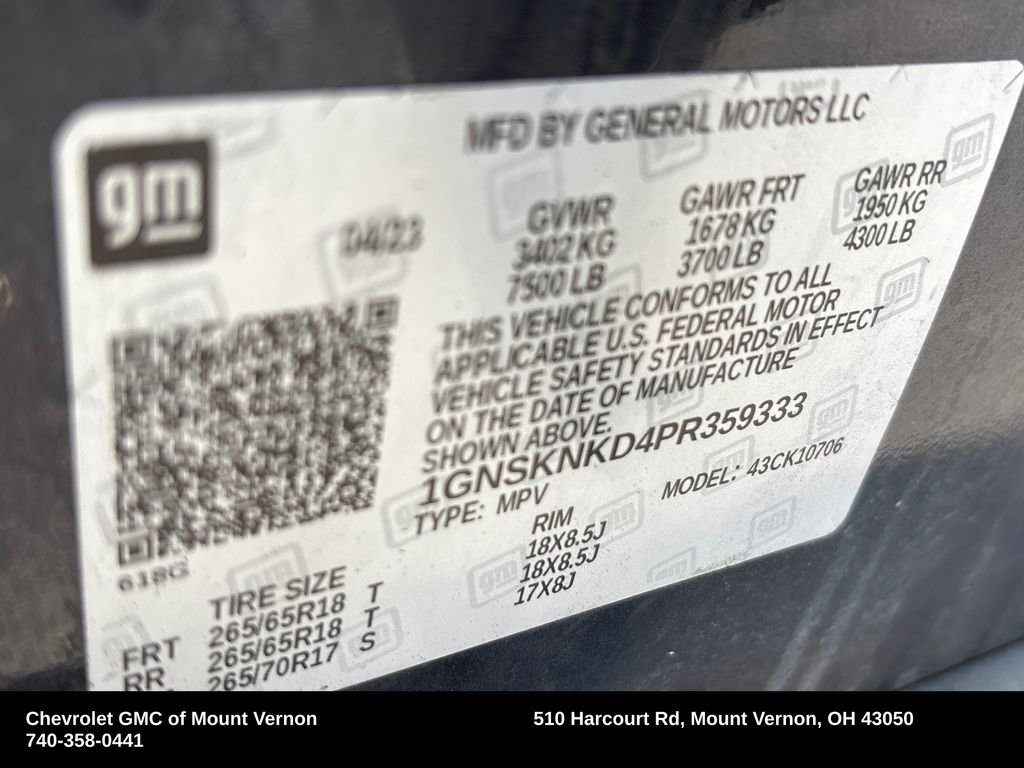 MFD BY GENERAL MOTORS LLC
gm
04/23
GVWR GAWR FRT GAWR RR
3402 KG 1678 KG 1950 KG
7500 LB 3700 LB 4300 LB
THIS VEHICLE CONFORMS TO ALL
APPLICABLE U.S. FEDERAL MOTOR
VEHICLE SAFETY STANDARDS IN EFFECT
ON THE DATE OF MANUFACTURE
SHOWN ABOVE.
1GNSKNKD4PR359333
TYPE: MPV MODEL: 43CK10706
618G
TIRE SIZE RIM
FRT 265/65R18 T 18X8.5J
RR 265/65R18 T 18X8.5J
265/70R17 S 17X8J
Chevrolet GMC of Mount Vernon 510 Harcourt Rd, Mount Vernon, OH 43050
740-358-0441